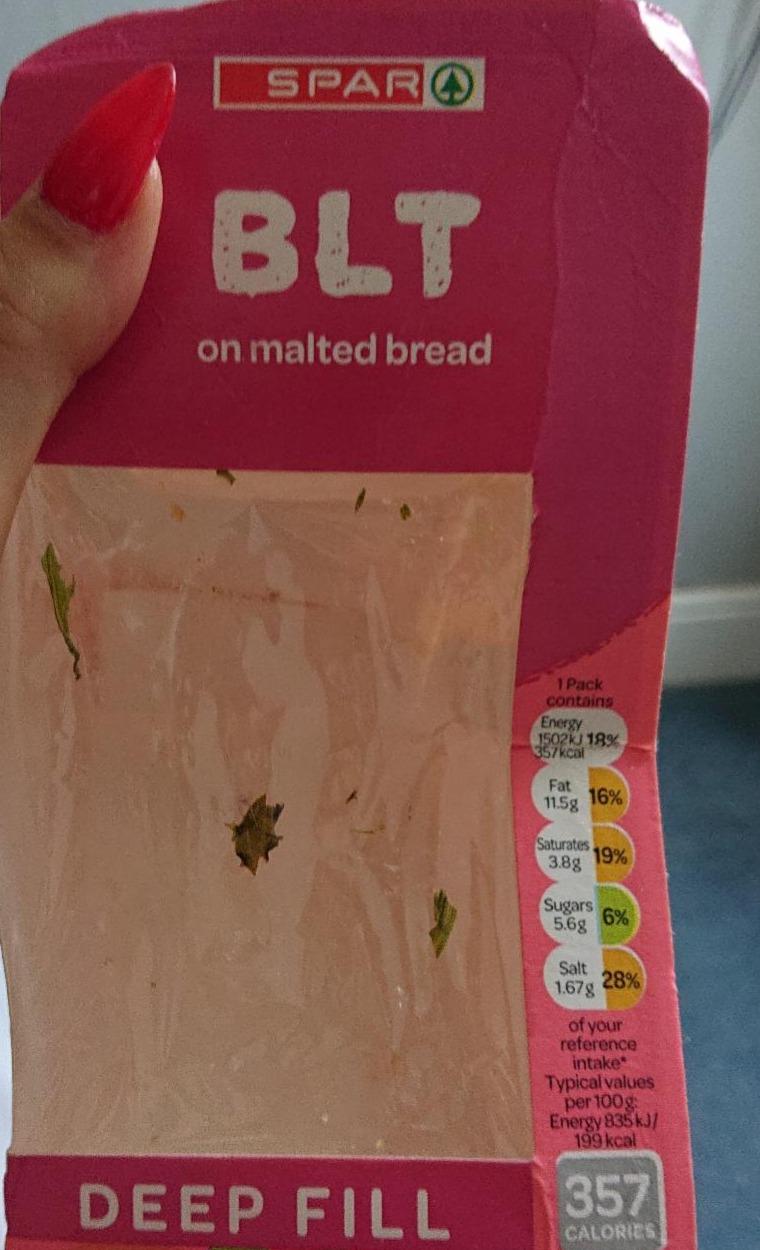 SPAR
BLT
on malted bread
1 Pack
contains
Energy
1502kJ 18%
357kcal
Fat
11.5g 16%
Saturates
3.8g 19%
Sugars
5.6g 6%
Salt
1.67g 28%
of your
reference
intake*
Typical values
per 100g:
Energy 835kJ/
199 kcal
357
CALORIES
DEEP FILL